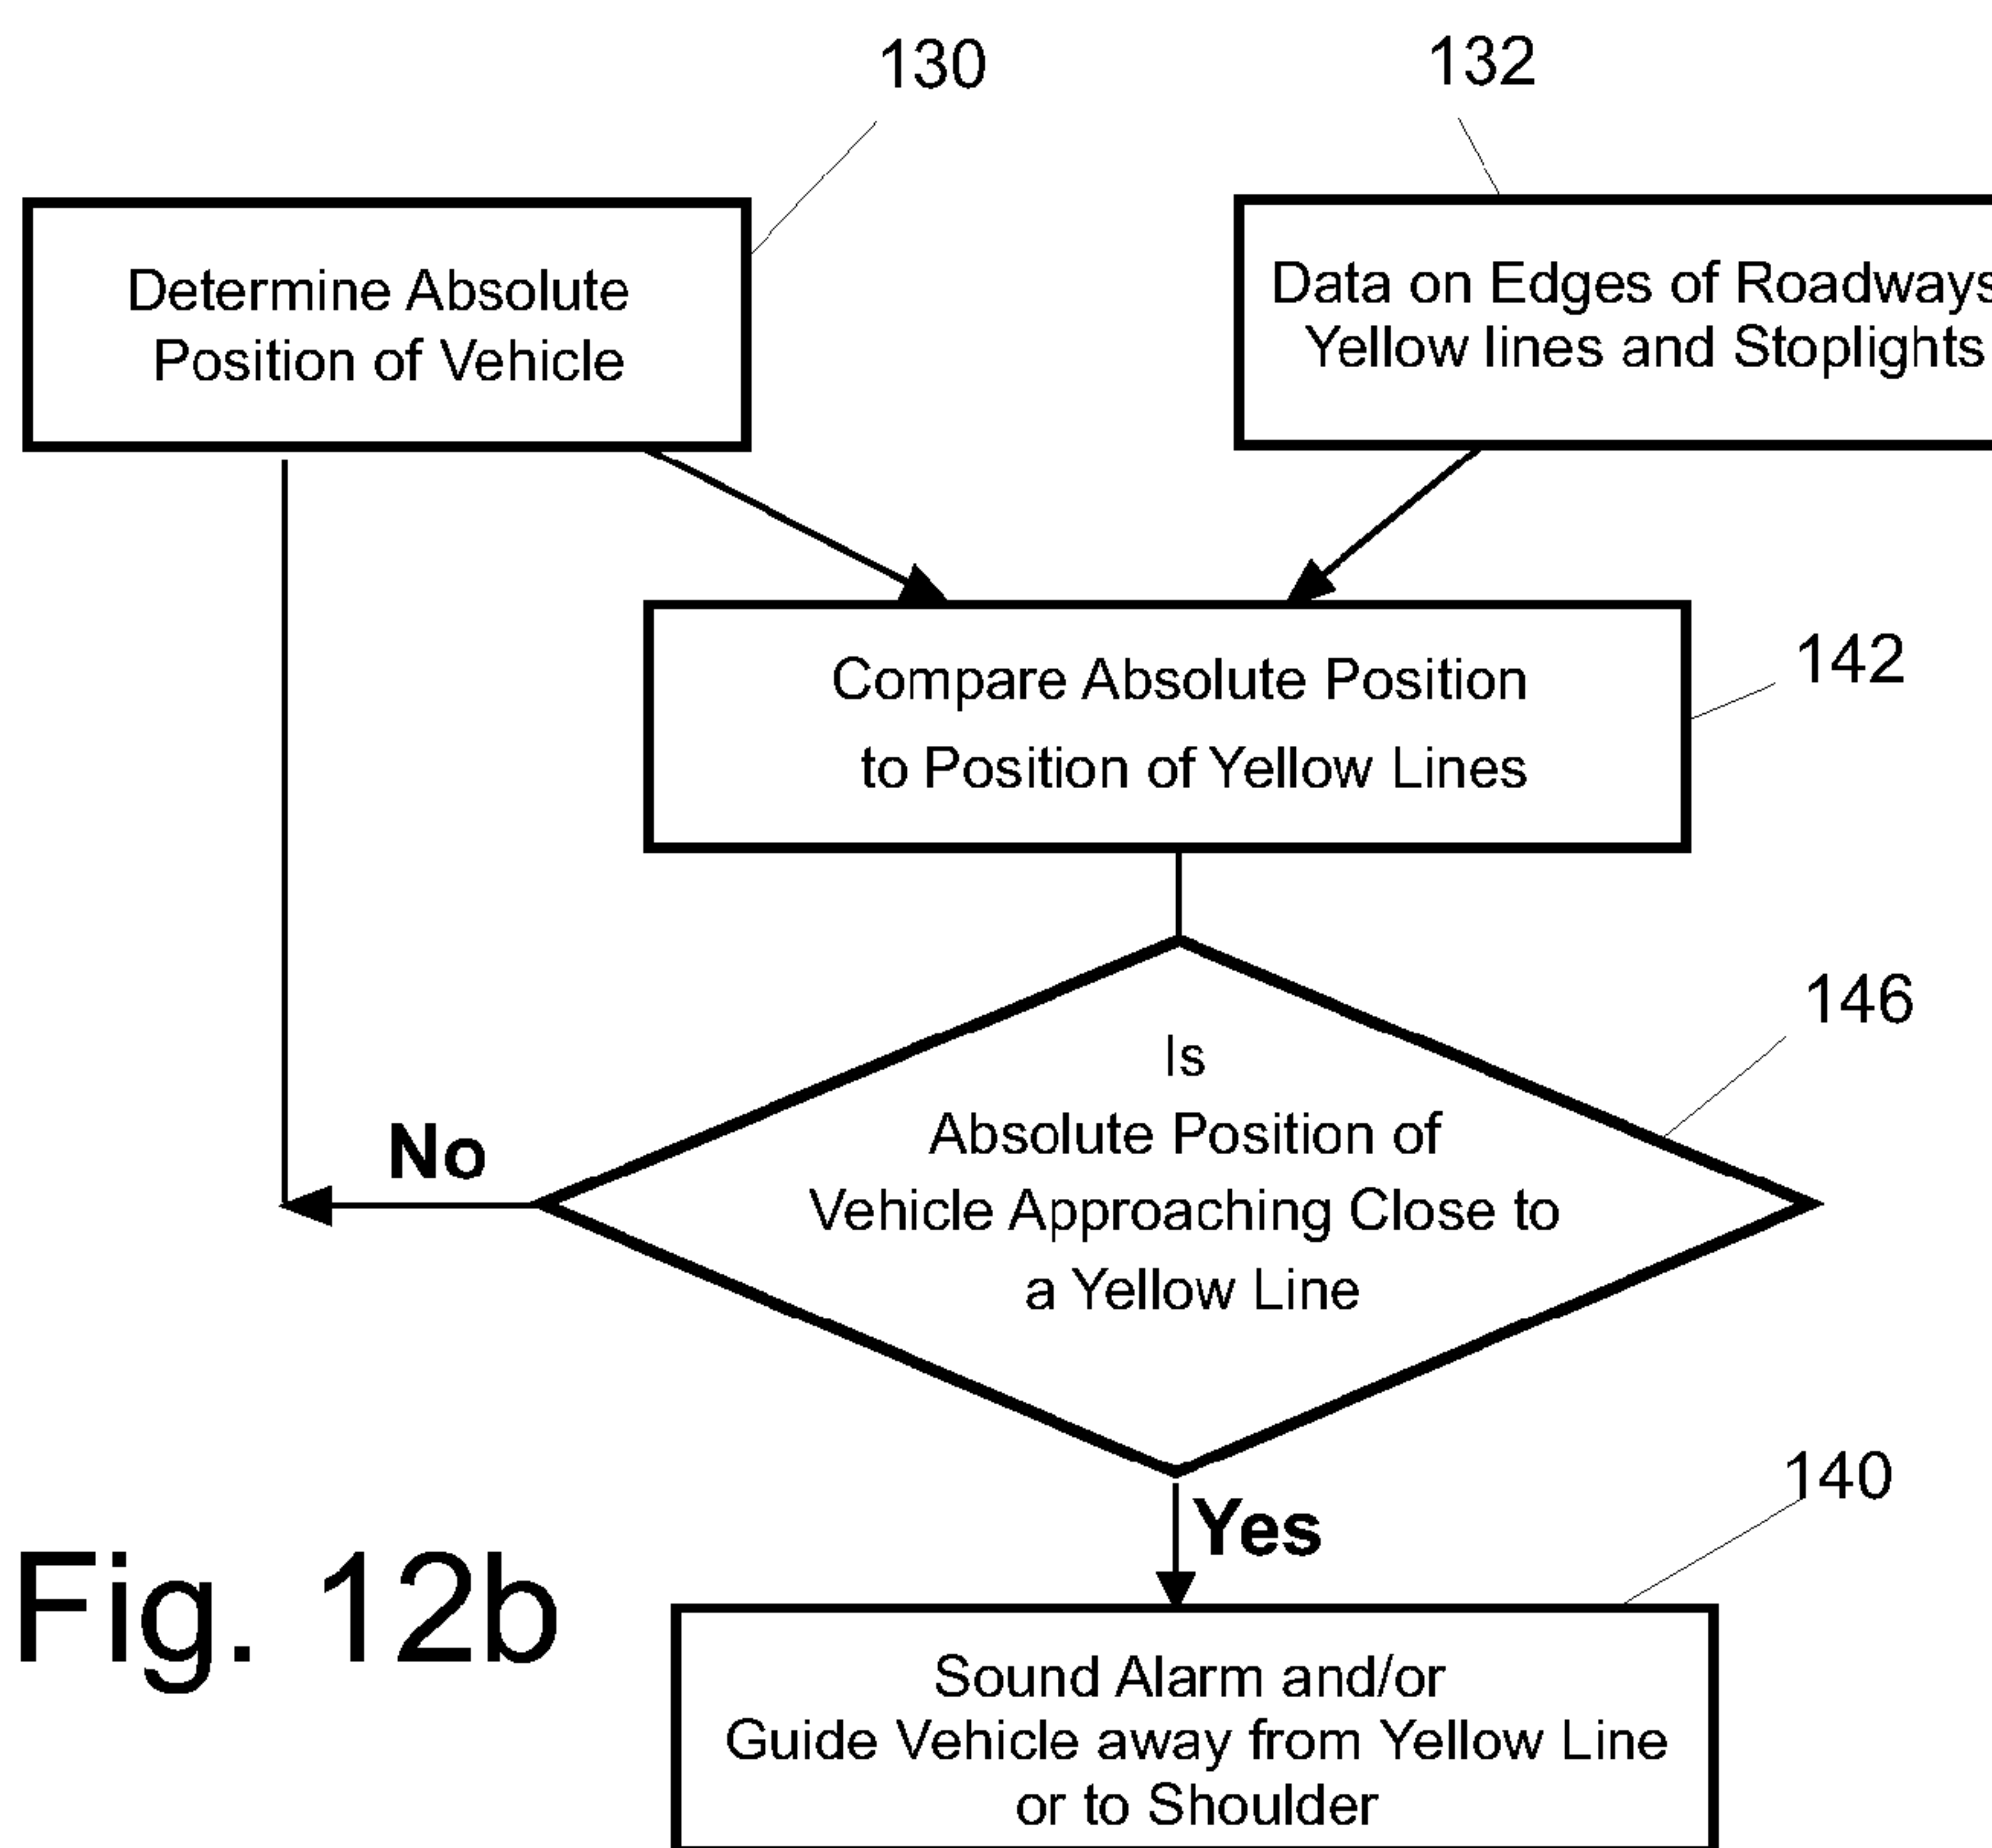 130
132
Determine Absolute
Position of Vehicle
Data on Edges of Roadways
Yellow lines and Stoplights
Compare Absolute Position
to Position of Yellow Lines
142
146
Is
Absolute Position of
Vehicle Approaching Close to
a Yellow Line
No
Yes
140
Fig. 12b
Sound Alarm and/or
Guide Vehicle away from Yellow Line
or to Shoulder